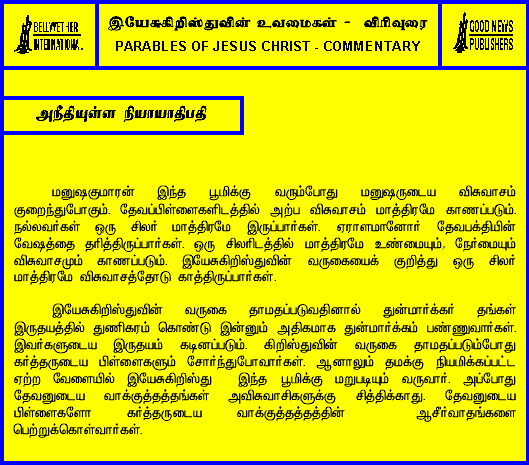 BELLWETHER
INTERNATIONAL
இயேசுகிறிஸ்துவின் உவமைகள் - விரிவுரை
PARABLES OF JESUS CHRIST - COMMENTARY
GOOD NEWS
PUBLISHERS
அநீதியுள்ள நியாயாதிபதி
மனுஷகுமாரன் இந்த பூமிக்கு வரும்போது மனுஷருடைய விசுவாசம்
குறைந்துபோகும். தேவப்பிள்ளைகளிடத்தில் அற்ப விசுவாசம் மாத்திரமே காணப்படும்.
நல்லவர்கள் ஒரு சிலர் மாத்திரமே இருப்பார்கள். ஏராளமானோர் தேவபக்தியின்
வேஷத்தை தரித்திருப்பார்கள். ஒரு சிலரிடத்தில் மாத்திரமே உண்மையும், நேர்மையும்
விசுவாசமும் காணப்படும். இயேசுகிறிஸ்துவின் வருகையைக் குறித்து ஒரு சிலர்
மாத்திரமே விசுவாசத்தோடு காத்திருப்பார்கள்.
இயேசுகிறிஸ்துவின் வருகை தாமதப்படுவதினால் துன்மார்க்கர் தங்கள்
இருதயத்தில் துணிகரம் கொண்டு இன்னும் அதிகமாக துன்மார்க்கம் பண்ணுவார்கள்.
இவர்களுடைய இருதயம் கடினப்படும். கிறிஸ்துவின் வருகை தாமதப்படும்போது
கர்த்தருடைய பிள்ளைகளும் சோர்ந்துபோவார்கள். ஆனாலும் தமக்கு நியமிக்கப்பட்ட
ஏற்ற வேளையில் இயேசுகிறிஸ்து இந்த பூமிக்கு மறுபடியும் வருவார். அப்போது
தேவனுடைய வாக்குத்தத்தங்கள் அவிசுவாசிகளுக்கு சித்திக்காது. தேவனுடைய
பிள்ளைகளோ கர்த்தருடைய வாக்குத்தத்தத்தின் ஆசீர்வாதங்களை
பெற்றுக்கொள்வார்கள்.